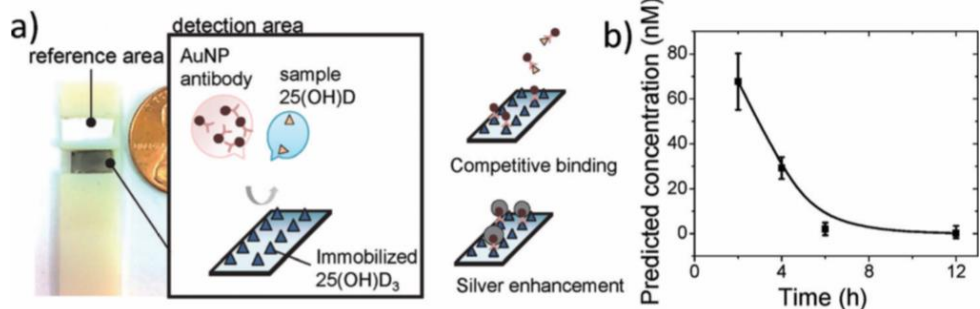 a)
reference area
detection area
AuNP
antibody
sample
25(OH)D
Immobilized
25(OH)D₃
Competitive binding
Silver enhancement
b)
Predicted concentration (nM)
80
60
40
20
0
0
4
8
12
Time (h)